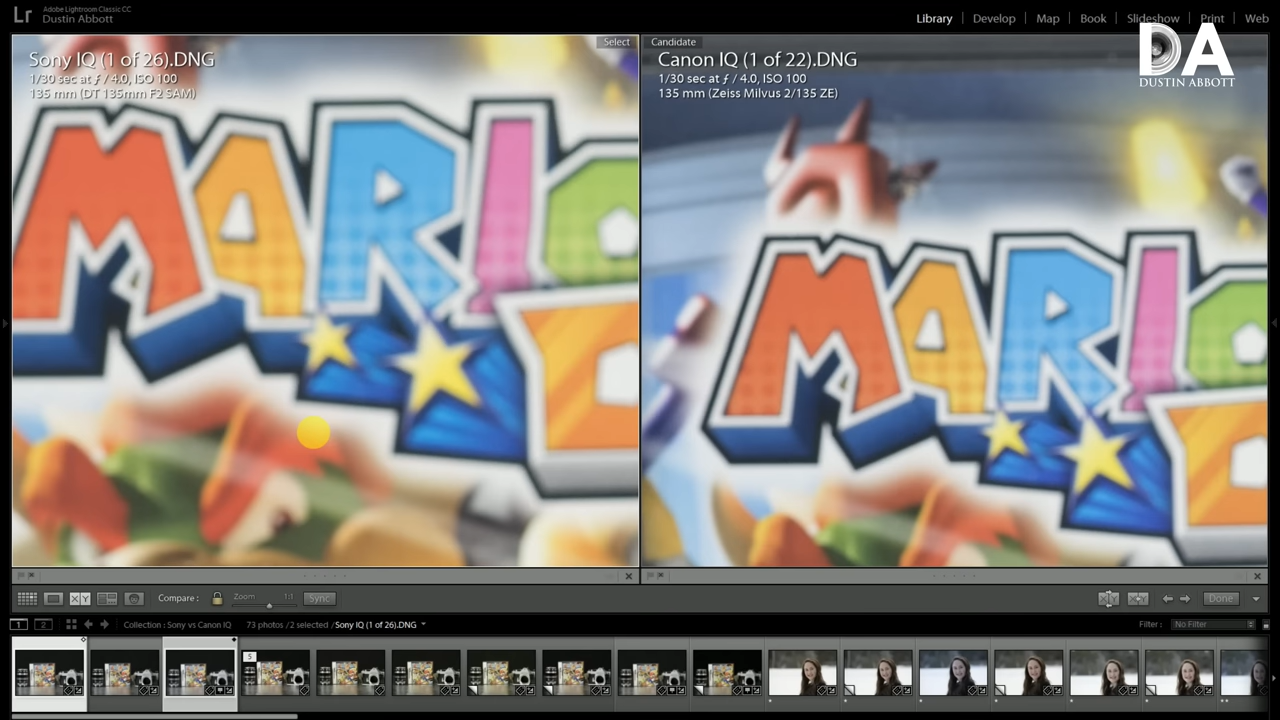 Lr
Adobe Lightroom Classic CC
Dustin Abbott
Library
Develop
Map
Book
Slideshow
Print
Web
DA
DUSTIN ABBOTT
Sony IQ (1 of 26).DNG
1/30 sec at ƒ / 4.0, ISO 100
135 mm (DT 135mm F2 SAM)
Select
Candidate
Canon IQ (1 of 22).DNG
1/30 sec at ƒ / 4.0, ISO 100
135 mm (Zeiss Milvus 2/135 ZE)
MARIO
MARIO
X Y
Compare :
Zoom
1:1
Sync
Done
1
2
Collection : Sony vs Canon IQ
73 photos /2 selected /Sony IQ (1 of 26).DNG
Filter :
No Filter
5